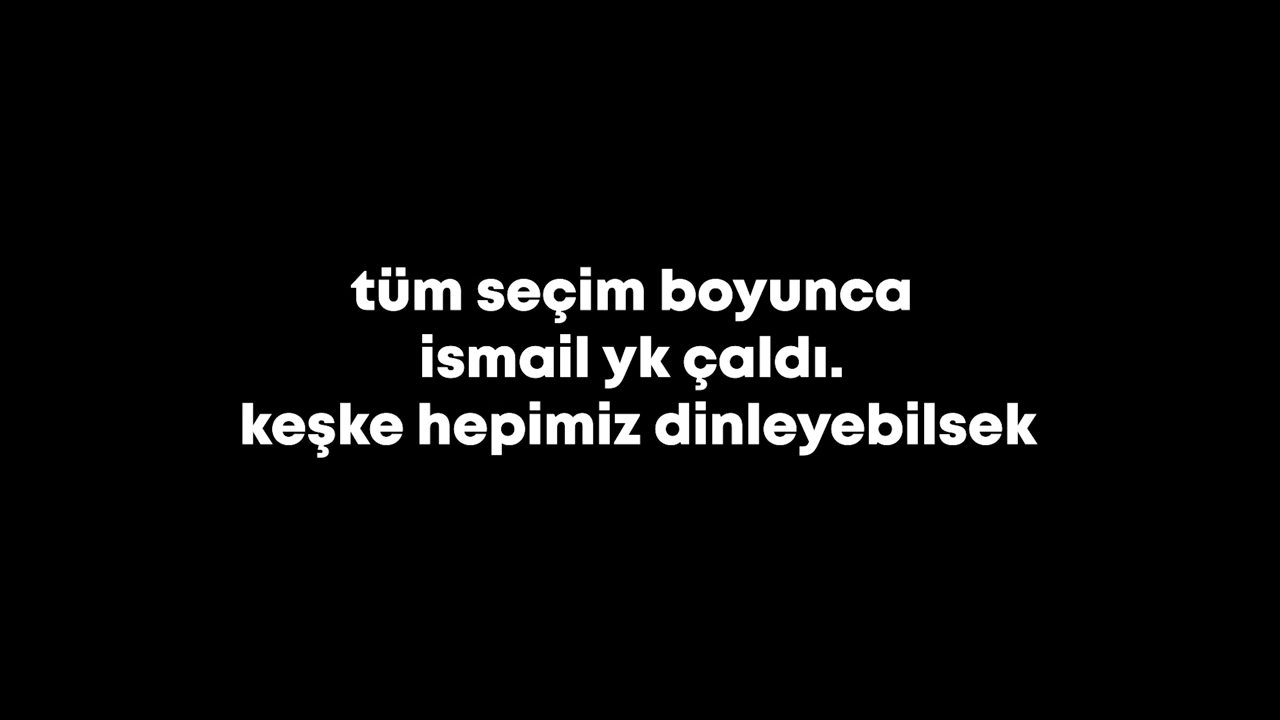 tüm seçim boyunca
ismail yk çaldı.
keşke hepimiz dinleyebilsek